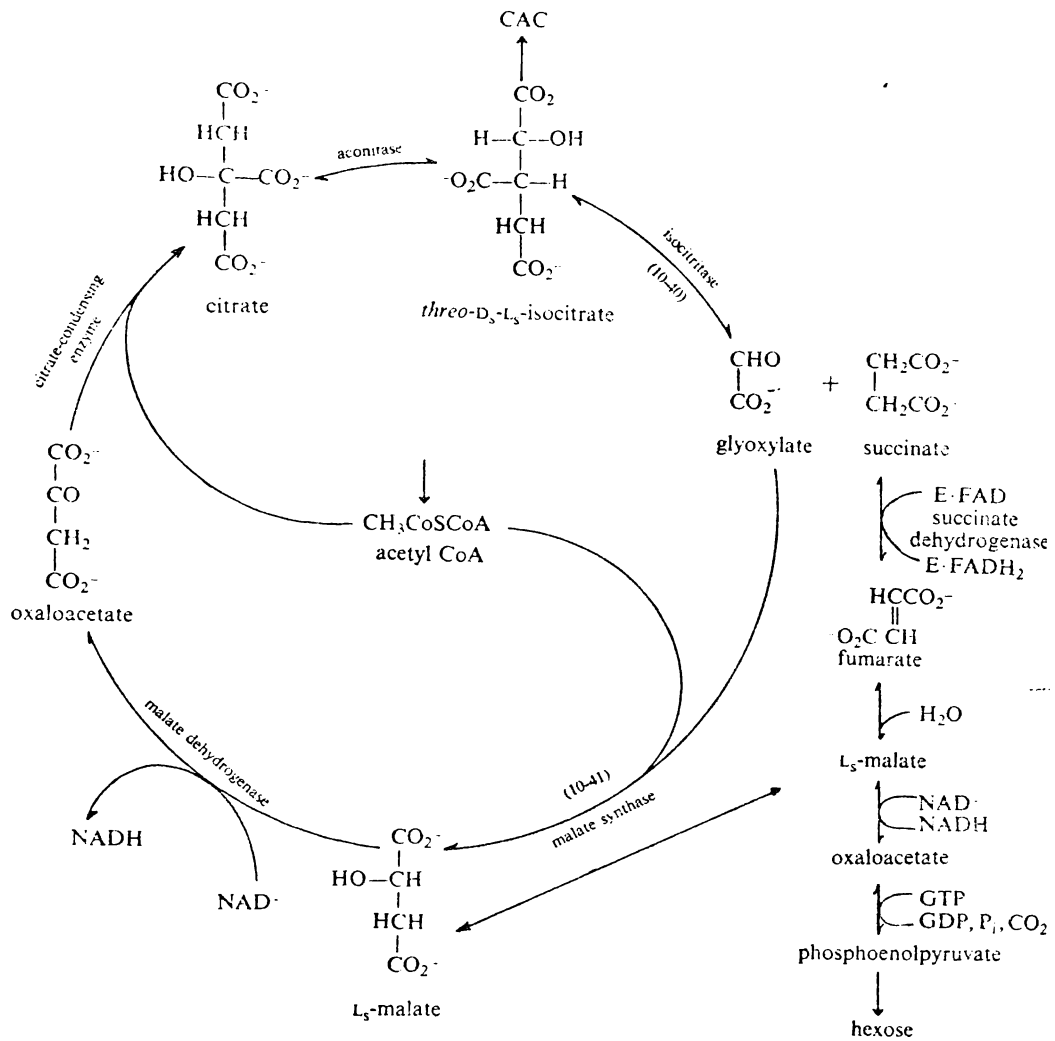 CAC
CO₂⁻
HCH
HO—C—CO₂⁻
HCH
CO₂⁻
citrate
aconitase
CO₂
H—C—OH
⁻O₂C—C—H
HCH
CO₂⁻
threo-Dₛ-Lₛ-isocitrate
isocitritase
(10-40)
CHO
CO₂⁻
glyoxylate
+
CH₂CO₂⁻
CH₂CO₂⁻
succinate
citrate-condensing
enzyme
CO₂⁻
CO
CH₂
CO₂⁻
oxaloacetate
CH₃CoSCoA
acetyl CoA
E·FAD
succinate
dehydrogenase
E·FADH₂
HCCO₂⁻
⁻O₂C CH
fumarate
H₂O
Lₛ-malate
NAD⁺
NADH
oxaloacetate
GTP
GDP, Pᵢ, CO₂
phosphoenolpyruvate
hexose
malate dehydrogenase
NADH
NAD⁺
(10-41)
malate synthase
CO₂⁻
HO—CH
HCH
CO₂⁻
Lₛ-malate